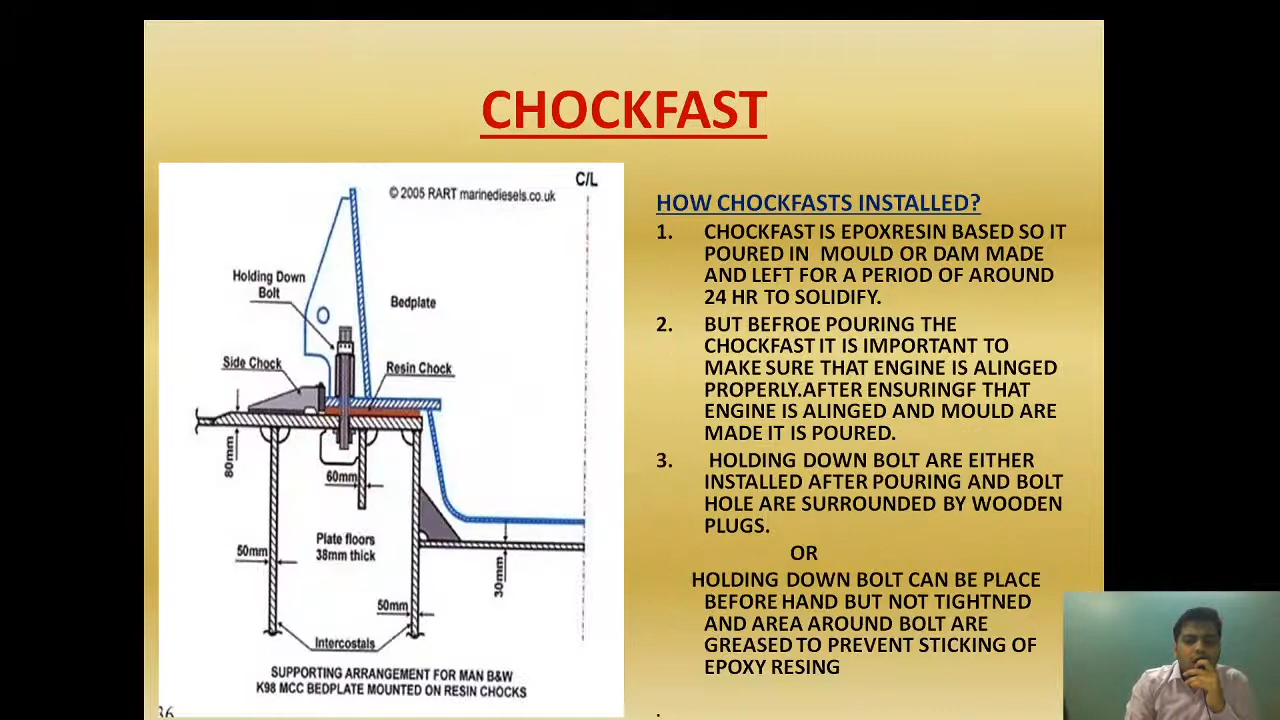 CHOCKFAST
C/L
© 2005 RART marinediesels.co.uk
Holding Down
Bolt
Bedplate
Side Chock
Resin Chock
80mm
60mm
Plate floors
38mm thick
50mm
30mm
50mm
Intercostals
SUPPORTING ARRANGEMENT FOR MAN B&W
K98 MCC BEDPLATE MOUNTED ON RESIN CHOCKS
36
HOW CHOCKFASTS INSTALLED?
1. CHOCKFAST IS EPOXRESIN BASED SO IT
POURED IN MOULD OR DAM MADE
AND LEFT FOR A PERIOD OF AROUND
24 HR TO SOLIDIFY.
2. BUT BEFROE POURING THE
CHOCKFAST IT IS IMPORTANT TO
MAKE SURE THAT ENGINE IS ALINGED
PROPERLY.AFTER ENSURINGF THAT
ENGINE IS ALINGED AND MOULD ARE
MADE IT IS POURED.
3. HOLDING DOWN BOLT ARE EITHER
INSTALLED AFTER POURING AND BOLT
HOLE ARE SURROUNDED BY WOODEN
PLUGS.
OR
HOLDING DOWN BOLT CAN BE PLACE
BEFORE HAND BUT NOT TIGHTNED
AND AREA AROUND BOLT ARE
GREASED TO PREVENT STICKING OF
EPOXY RESING
.